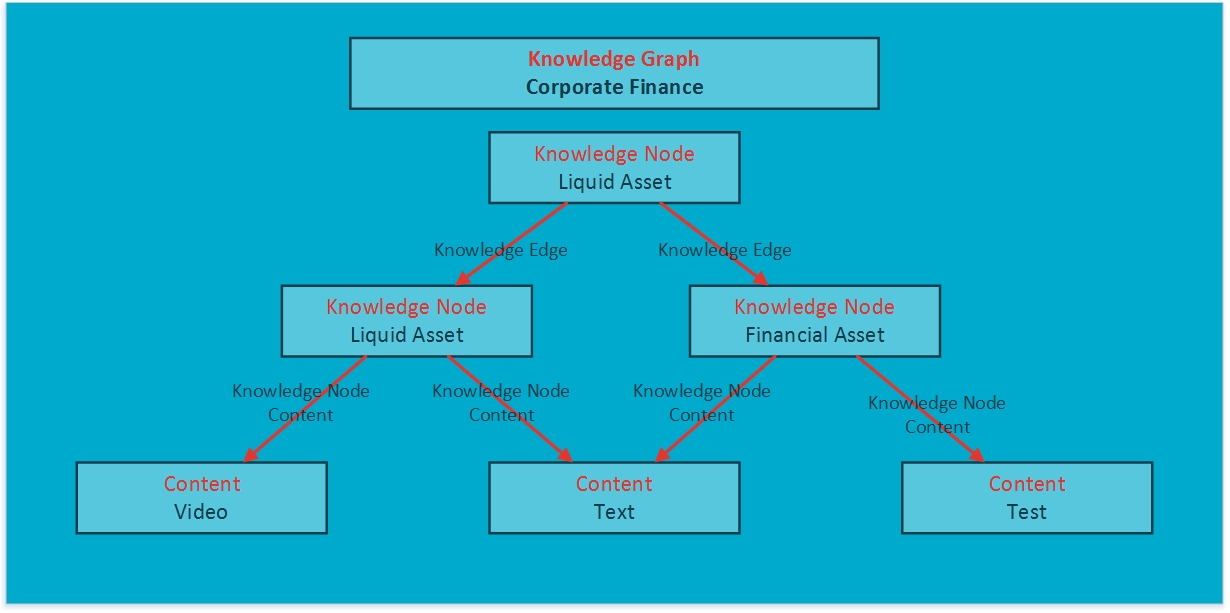 Knowledge Graph
Corporate Finance
Knowledge Node
Liquid Asset
Knowledge Edge
Knowledge Edge
Knowledge Node
Liquid Asset
Knowledge Node
Financial Asset
Knowledge Node
Content
Knowledge Node
Content
Knowledge Node
Content
Knowledge Node
Content
Content
Video
Content
Text
Content
Test